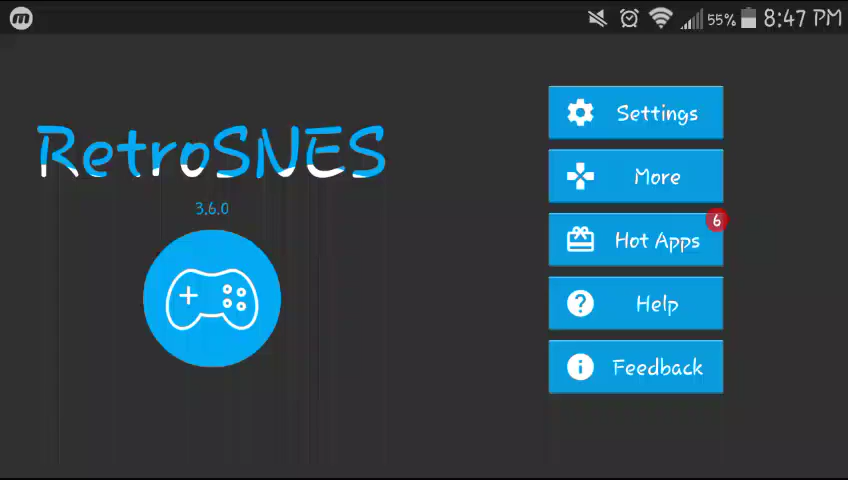 55% 8:47 PM
RetroSNES
3.6.0
Settings
More
6
Hot Apps
Help
Feedback